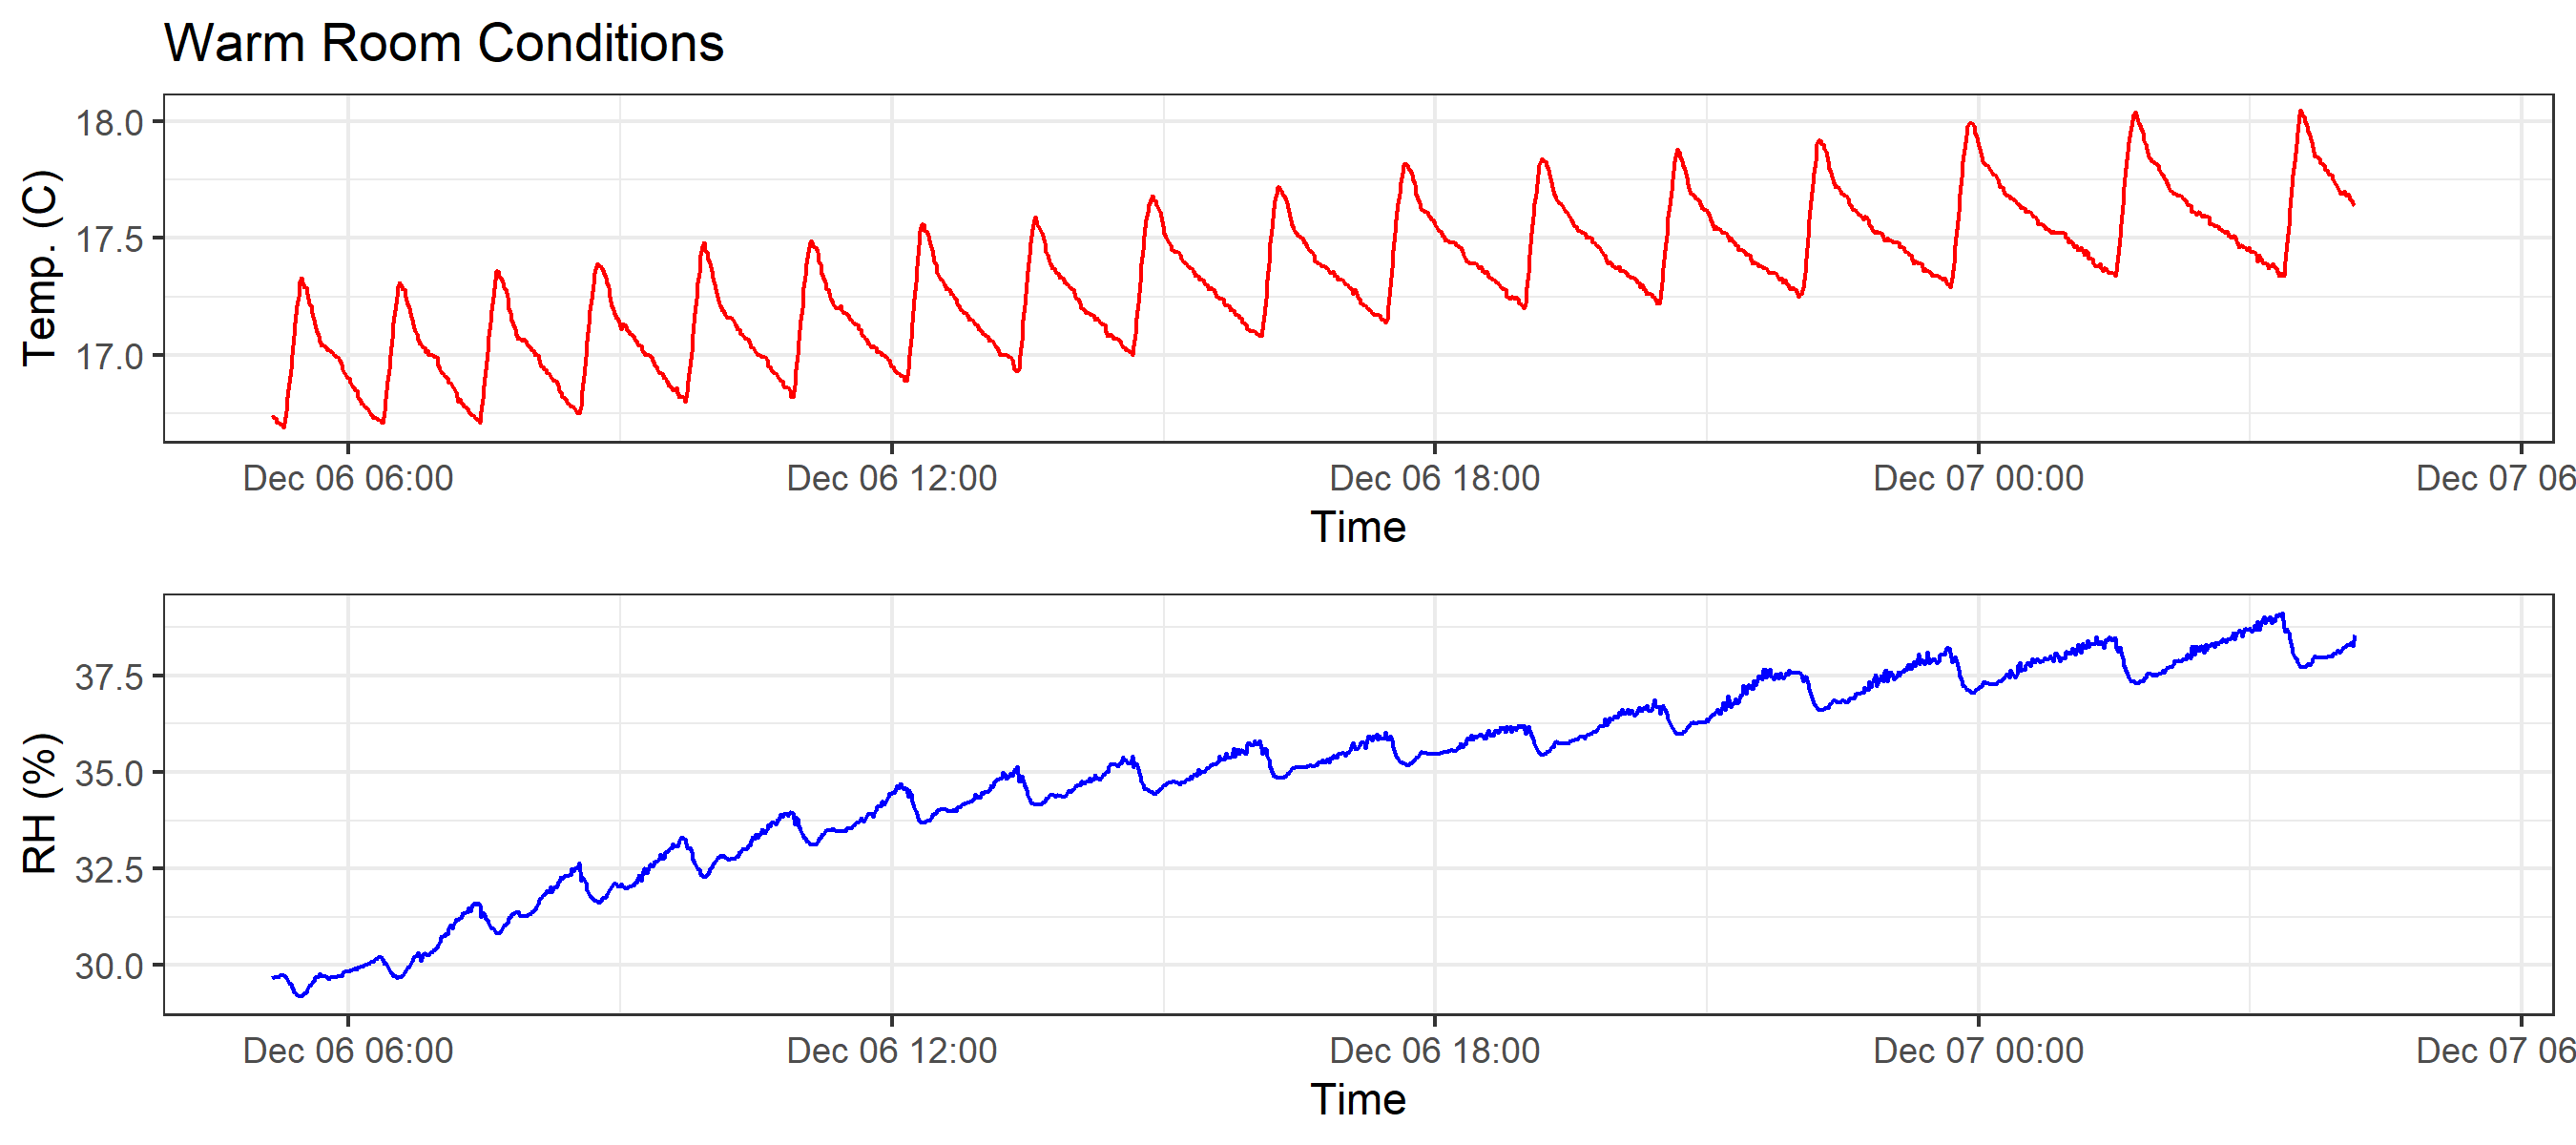 Warm Room Conditions
Temp. (C)
18.0
17.5
17.0
Dec 06 06:00 Dec 06 12:00 Dec 06 18:00 Dec 07 00:00 Dec 07 06
Time
RH (%)
37.5
35.0
32.5
30.0
Dec 06 06:00 Dec 06 12:00 Dec 06 18:00 Dec 07 00:00 Dec 07 06
Time